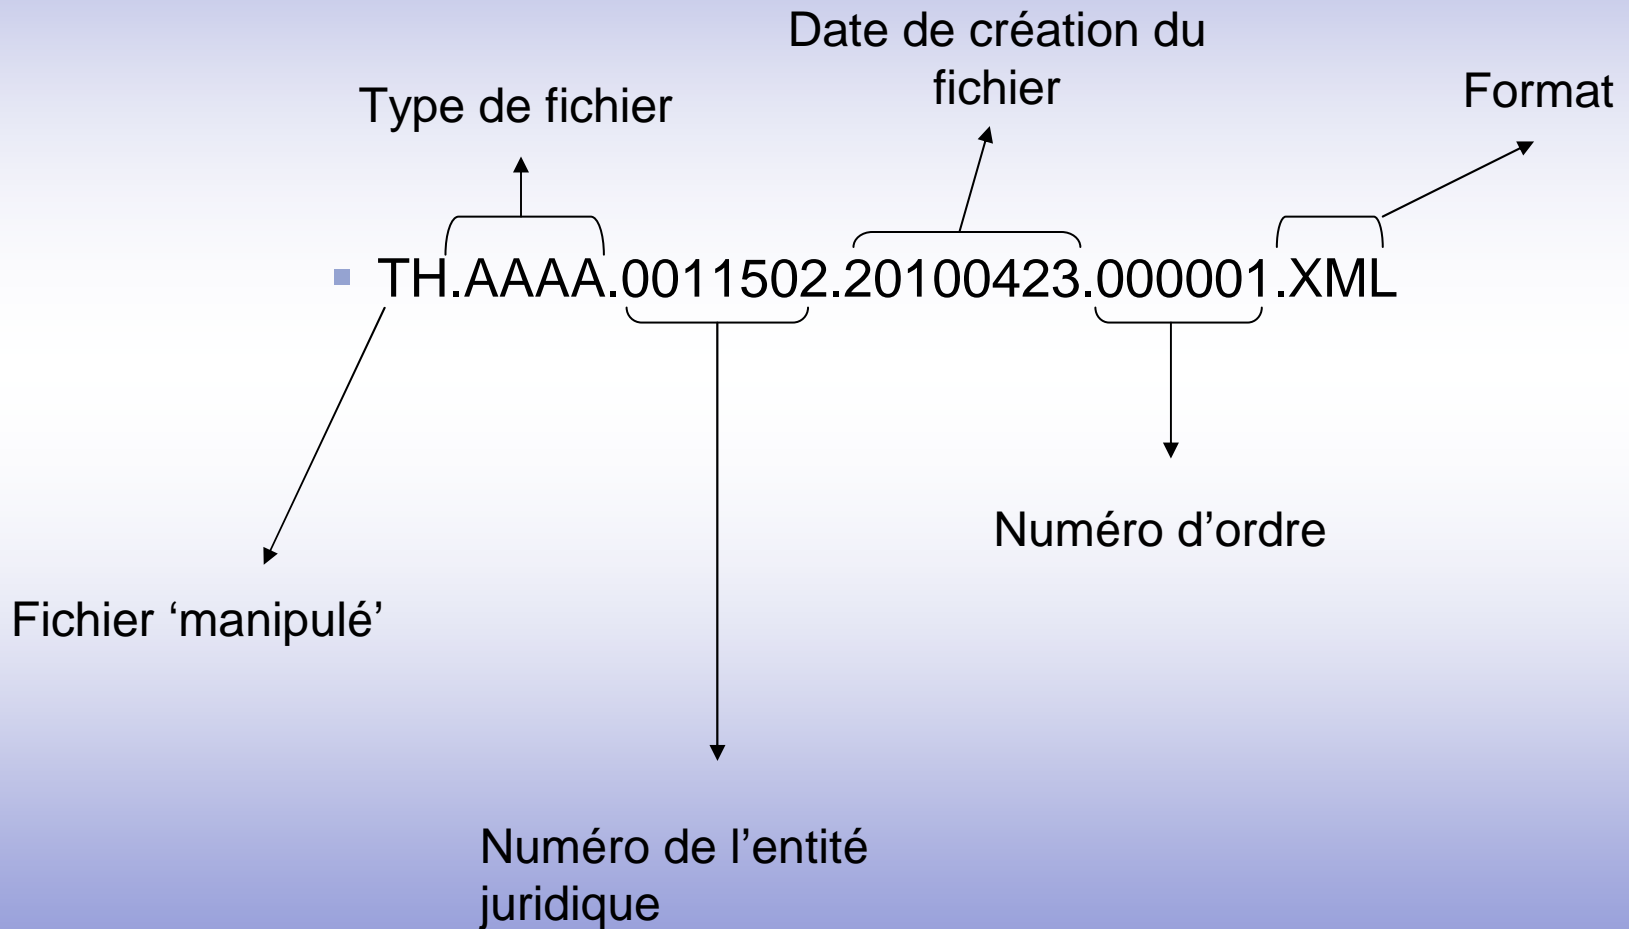 Date de création du
fichier
Type de fichier
Format
TH.AAAA.0011502.20100423.000001.XML
Numéro d’ordre
Fichier ‘manipulé’
Numéro de l’entité
juridique